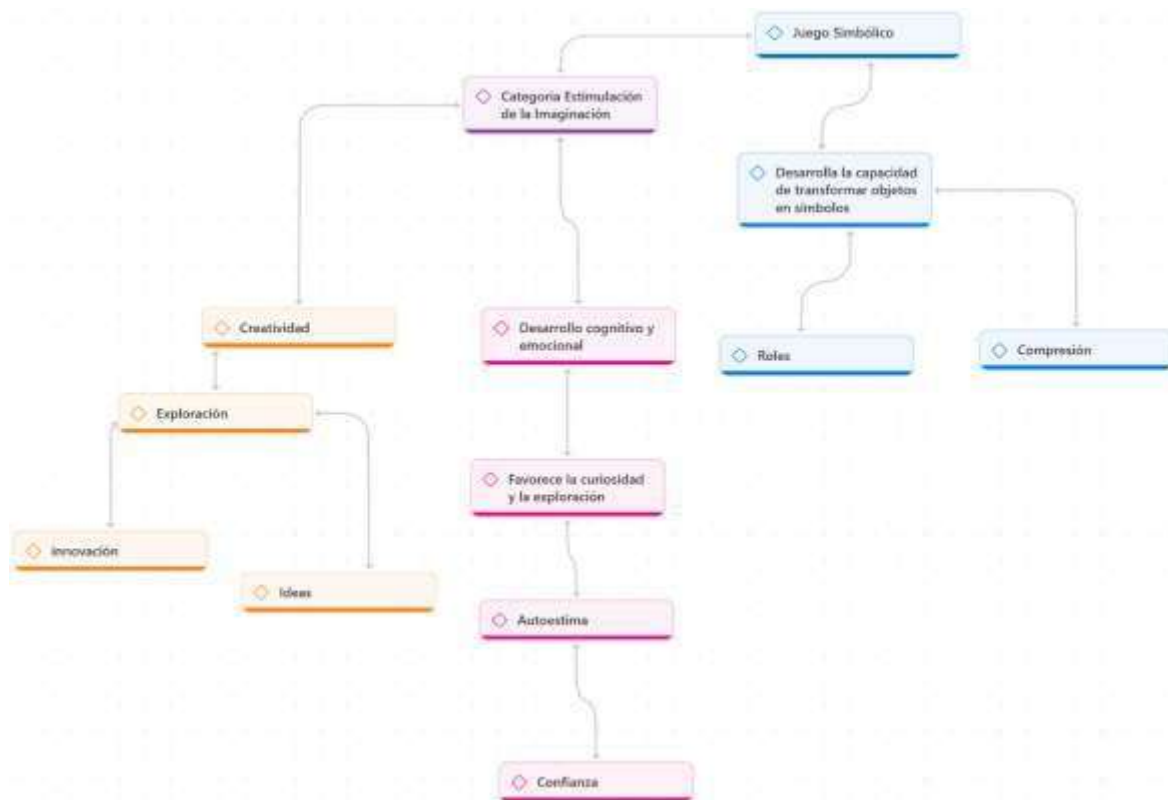 Juego Simbólico
Categoria Estimulación
de la Imaginación
Desarrolla la capacidad
de transformar objetos
en simbolos
Creatividad
Desarrollo cognitivo y
emocional
Roles
Compresión
Exploración
Favorece la curiosidad
y la exploración
Innovación
Ideas
Autoestima
Confianza